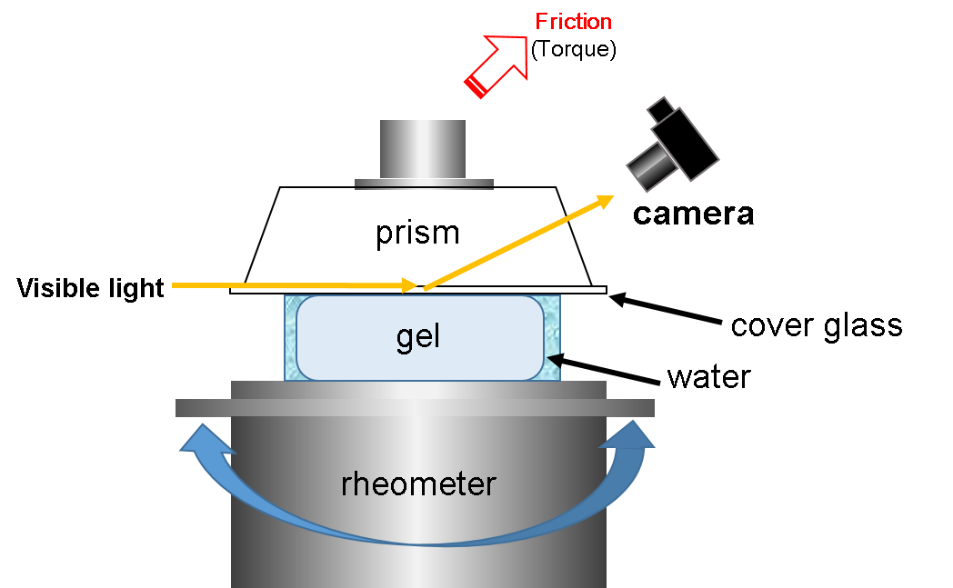 Friction
(Torque)
camera
prism
Visible light
cover glass
gel
water
rheometer